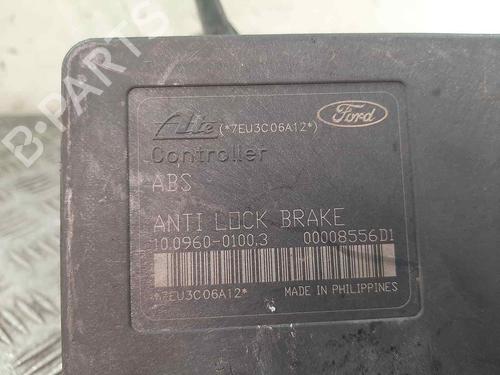 B-PARTS
Ate (*7EU3C06A12*) Ford
Controller
ABS
ANTI LOCK BRAKE
10.0960-0100.3 00008556D1
*7EU3C06A12* MADE IN PHILIPPINES